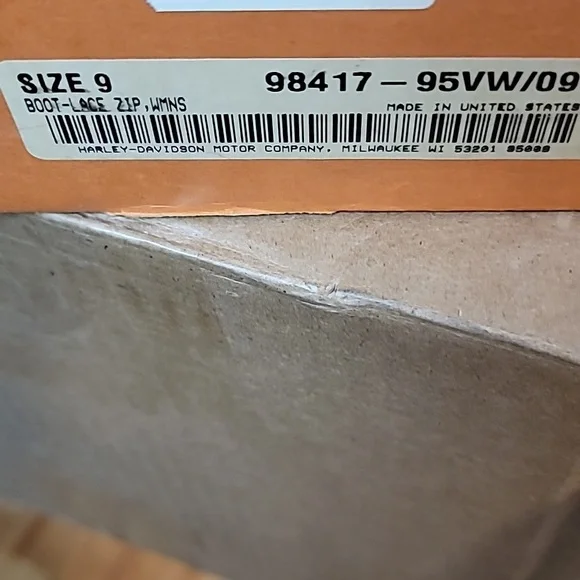 SIZE 9 98417-95VW/09
BOOT-LACE ZIP,WMNS MADE IN UNITED STATES
HARLEY-DAVIDSON MOTOR COMPANY, MILWAUKEE WI 53201 95009